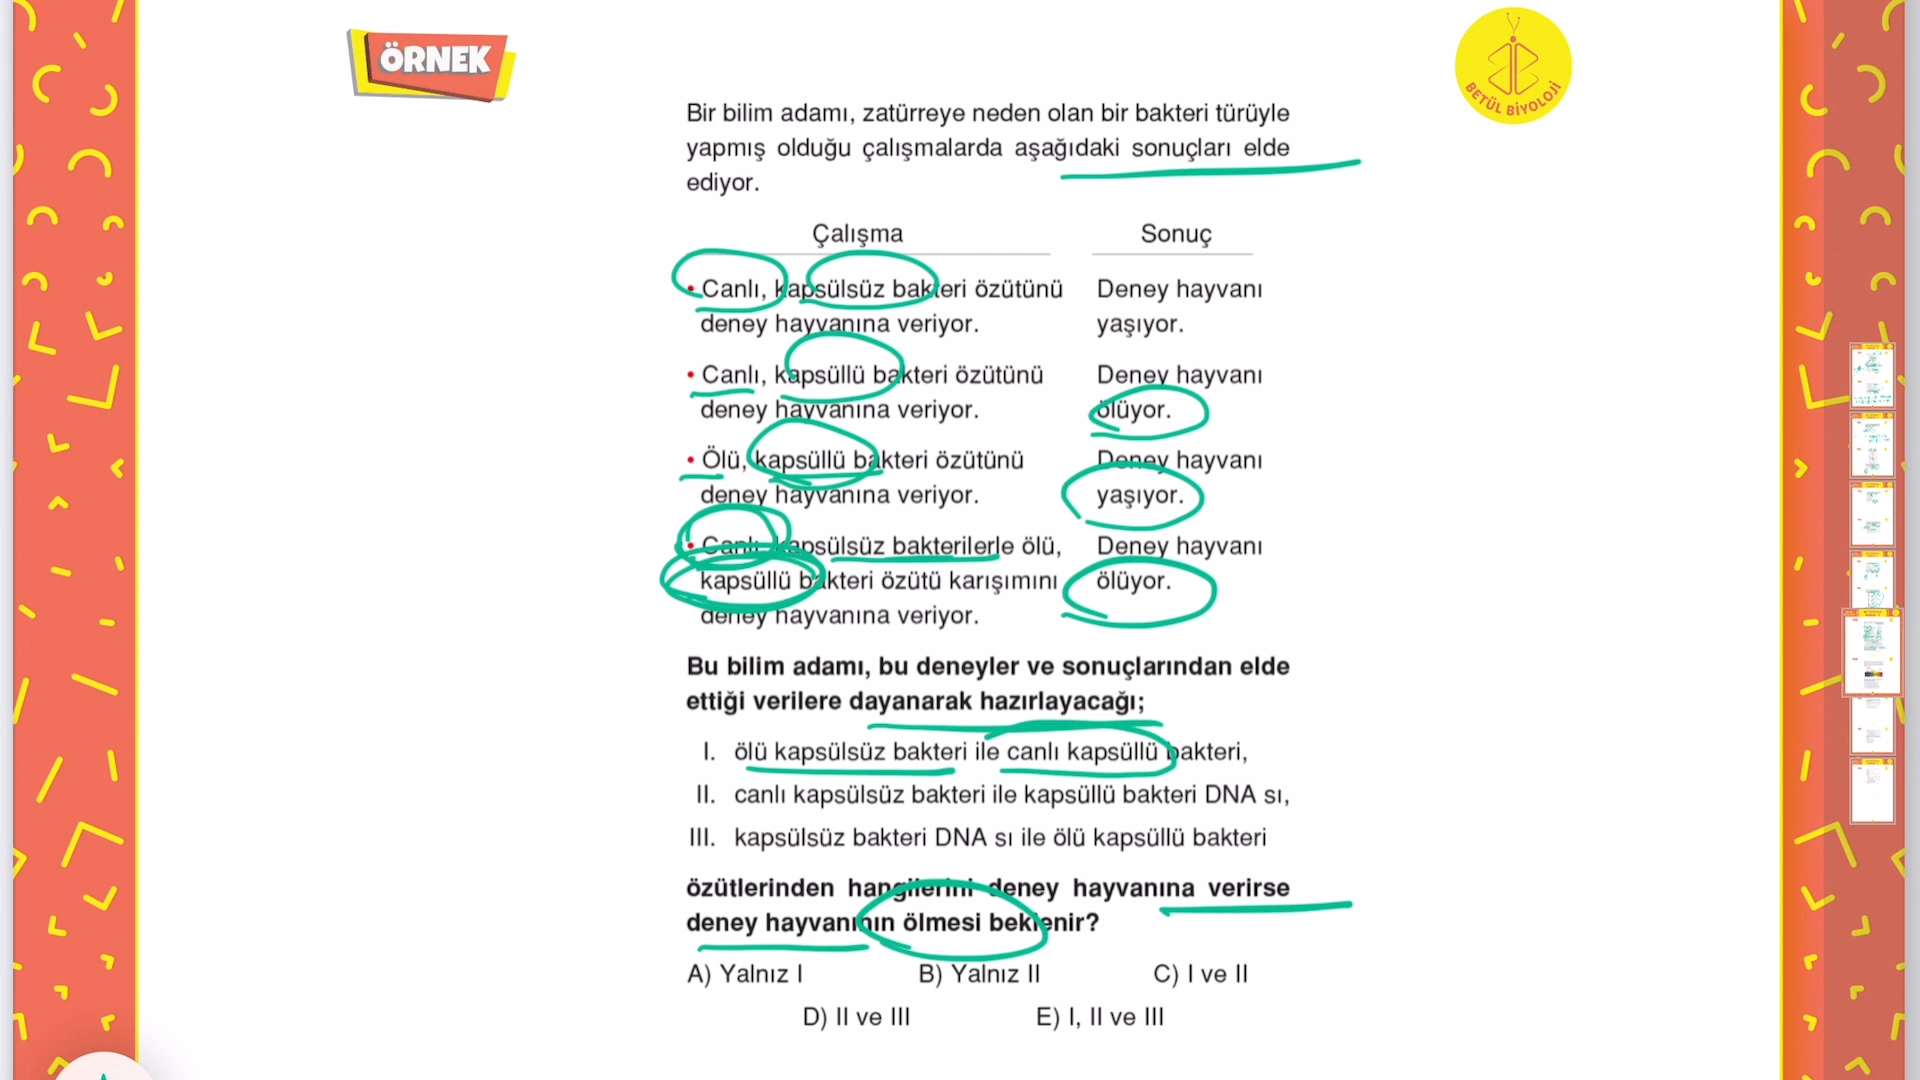 ÖRNEK
BETÜL BİYOLOJİ
Bir bilim adamı, zatürreye neden olan bir bakteri türüyle
yapmış olduğu çalışmalarda aşağıdaki sonuçları elde
ediyor.
Çalışma
Sonuç
• Canlı, kapsülsüz bakteri özütünü
deney hayvanına veriyor.
Deney hayvanı
yaşıyor.
• Canlı, kapsüllü bakteri özütünü
deney hayvanına veriyor.
Deney hayvanı
ölüyor.
• Ölü, kapsüllü bakteri özütünü
deney hayvanına veriyor.
Deney hayvanı
yaşıyor.
• Canlı, kapsülsüz bakterilerle ölü,
kapsüllü bakteri özütü karışımını
deney hayvanına veriyor.
Deney hayvanı
ölüyor.
Bu bilim adamı, bu deneyler ve sonuçlarından elde
ettiği verilere dayanarak hazırlayacağı;
I. ölü kapsülsüz bakteri ile canlı kapsüllü bakteri,
II. canlı kapsülsüz bakteri ile kapsüllü bakteri DNA sı,
III. kapsülsüz bakteri DNA sı ile ölü kapsüllü bakteri
özütlerinden hangilerini deney hayvanına verirse
deney hayvanının ölmesi beklenir?
A) Yalnız I
B) Yalnız II
C) I ve II
D) II ve III
E) I, II ve III